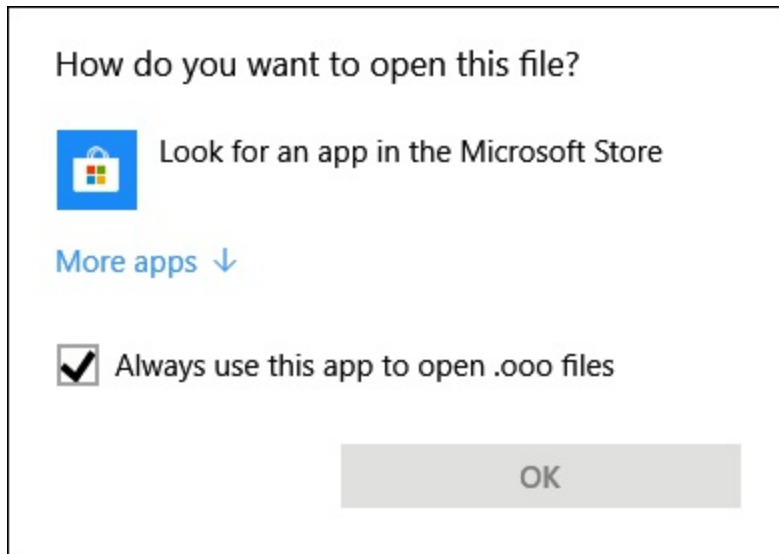 How do you want to open this file?
Look for an app in the Microsoft Store
More apps ↓
Always use this app to open .ooo files
OK